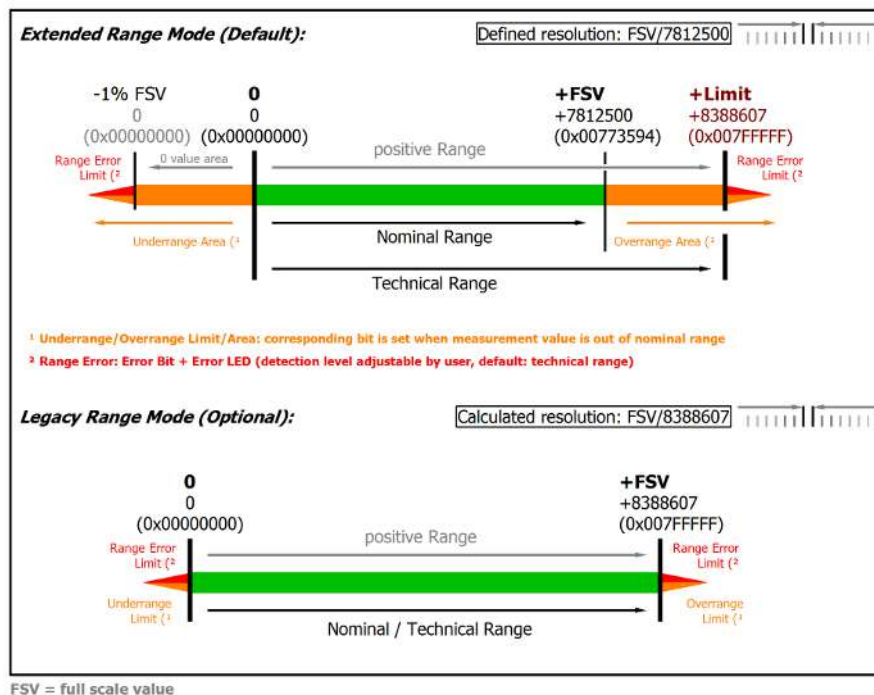 Extended Range Mode (Default):
Defined resolution: FSV/7812500
-1% FSV
0
+FSV
+Limit
0
0
+7812500
+8388607
(0x00000000)
(0x00000000)
(0x00773594)
(0x007FFFFF)
Range Error
Limit (²
0 value area
positive Range
Range Error
Limit (²
Underrange Area (¹
Nominal Range
Overrange Area (¹
Technical Range
¹ Underrange/Overrange Limit/Area: corresponding bit is set when measurement value is out of nominal range
² Range Error: Error Bit + Error LED (detection level adjustable by user, default: technical range)
Legacy Range Mode (Optional):
Calculated resolution: FSV/8388607
0
+FSV
0
+8388607
(0x00000000)
(0x007FFFFF)
Range Error
Limit (²
positive Range
Range Error
Limit (²
Underrange
Limit (¹
Nominal / Technical Range
Overrange
Limit (¹
FSV = full scale value